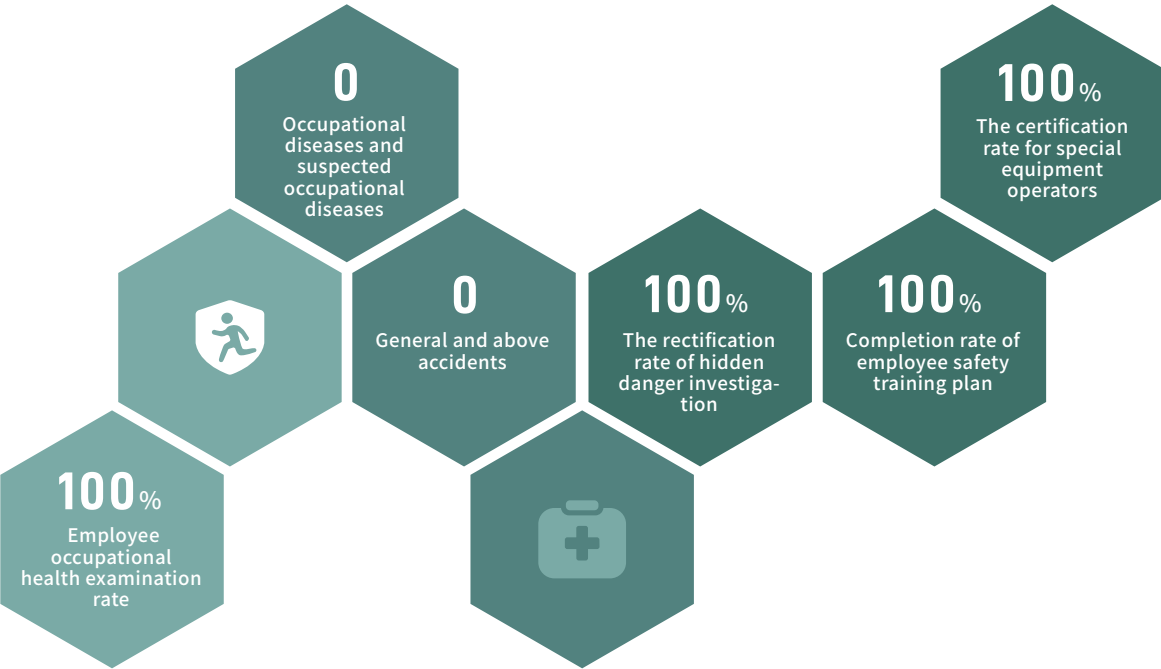 0
Occupational
diseases and
suspected
occupational
diseases
100%
The certification
rate for special
equipment
operators
0
General and above
accidents
100%
The rectification
rate of hidden
danger investiga-
tion
100%
Completion rate of
employee safety
training plan
100%
Employee
occupational
health examination
rate